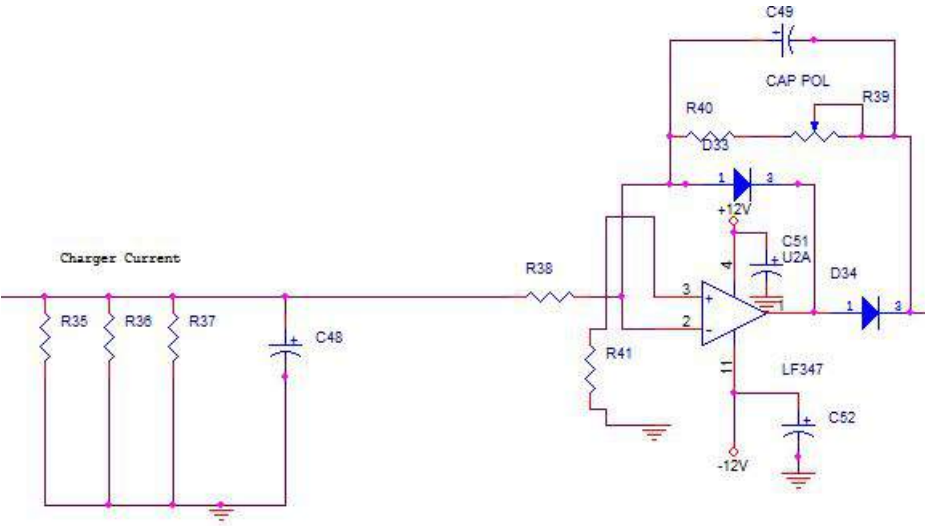 C49
CAP POL
R40
R39
D33
1
3
+12V
C51
U2A
4
D34
Charger Current
R38
3
+
1
1
3
R35
R36
R37
C48
2
-
R41
11
LF347
C52
-12V